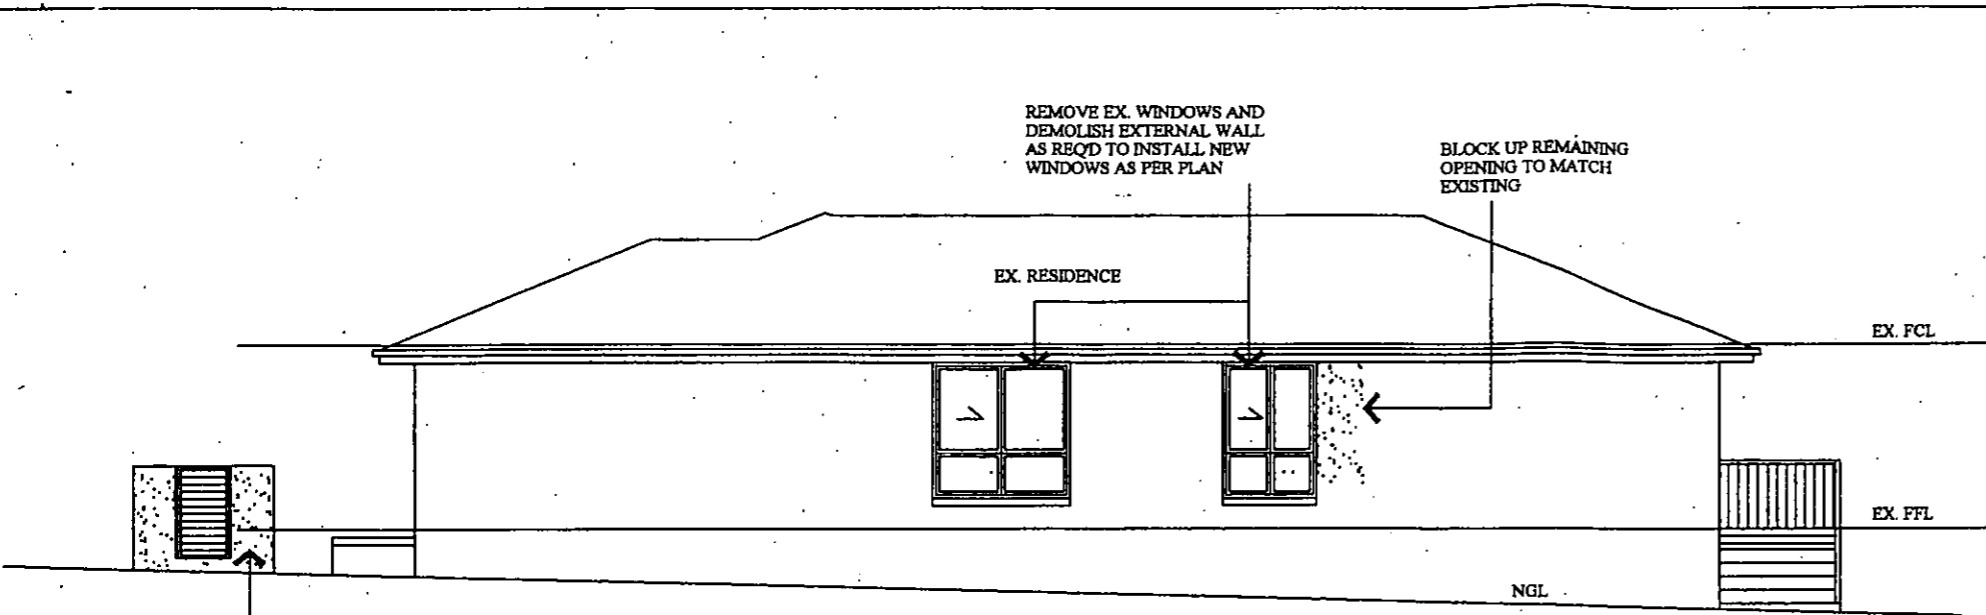 REMOVE EX. WINDOWS AND
DEMOLISH EXTERNAL WALL
AS REQ'D TO INSTALL NEW
WINDOWS AS PER PLAN
BLOCK UP REMAINING
OPENING TO MATCH
EXISTING
EX. RESIDENCE
EX. FCL
EX. FFL
NGL